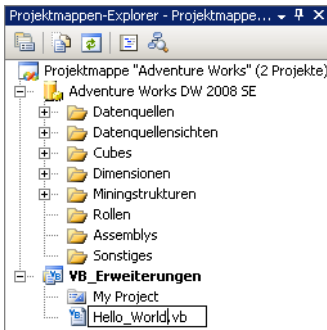 Projektmappen-Explorer - Projektmappe...
Projektmappe "Adventure Works" (2 Projekte)
Adventure Works DW 2008 SE
Datenquellen
Datenquellensichten
Cubes
Dimensionen
Miningstrukturen
Rollen
Assemblys
Sonstiges
VB_Erweiterungen
My Project
Hello_World.vb